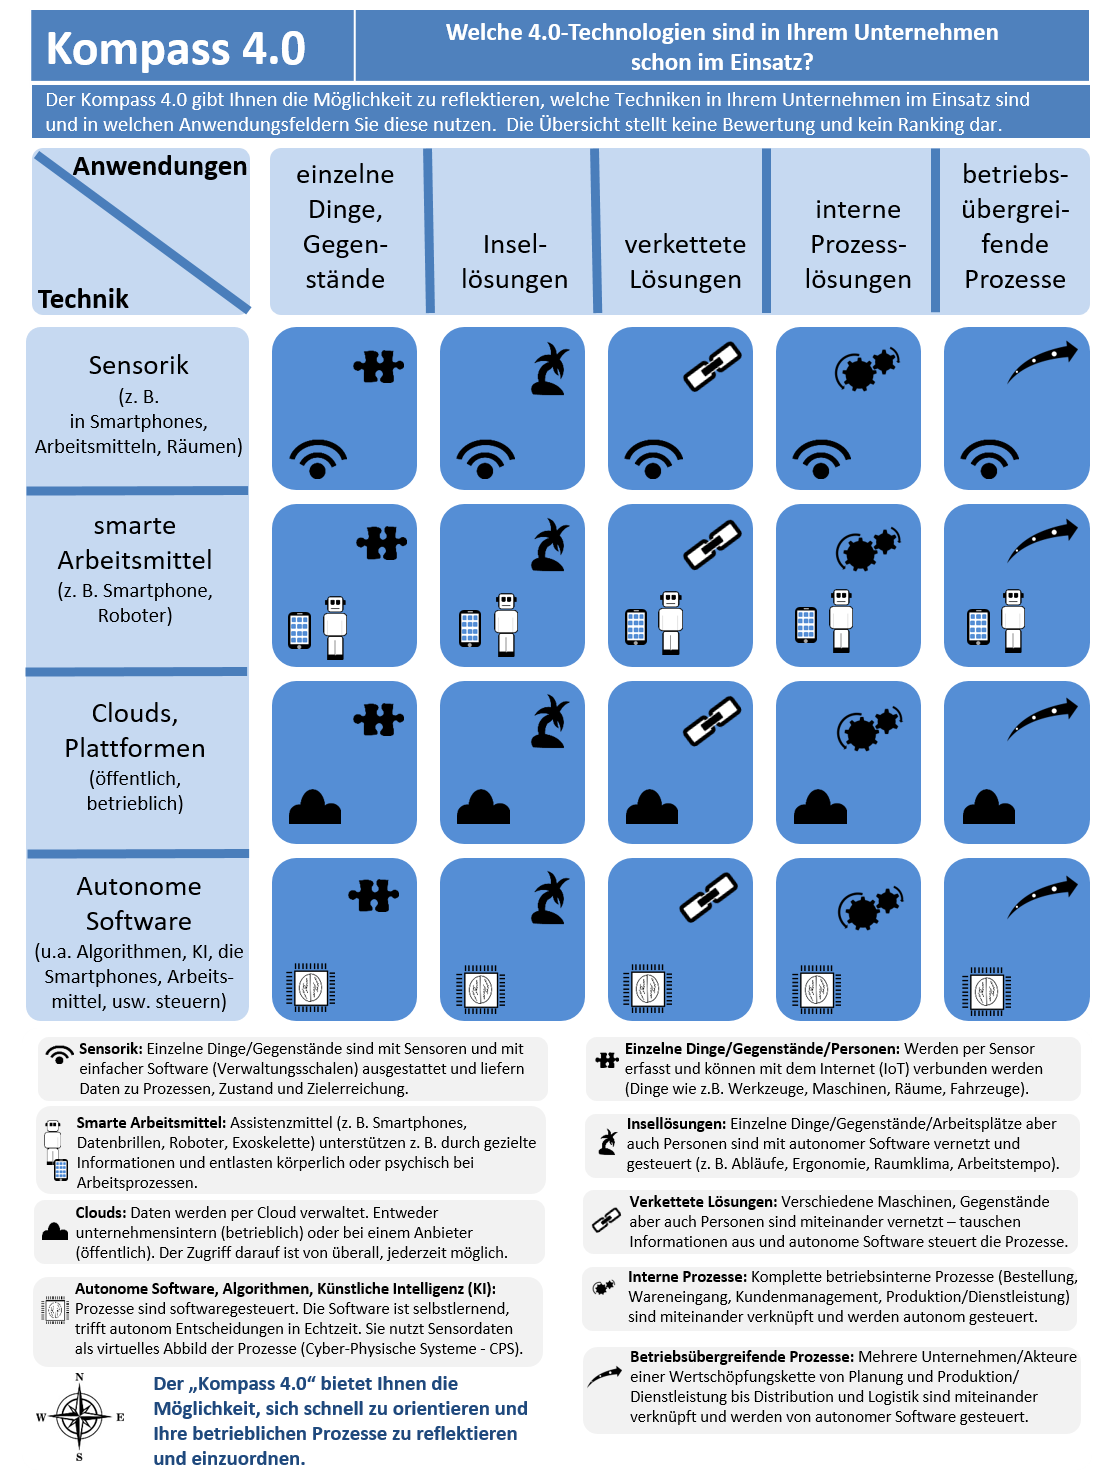 Kompass 4.0
Welche 4.0-Technologien sind in Ihrem Unternehmen
schon im Einsatz?
Der Kompass 4.0 gibt Ihnen die Möglichkeit zu reflektieren, welche Techniken in Ihrem Unternehmen im Einsatz sind
und in welchen Anwendungsfeldern Sie diese nutzen. Die Übersicht stellt keine Bewertung und kein Ranking dar.
Anwendungen
Technik
einzelne
Dinge,
Gegen-
stände
Insel-
lösungen
verkettete
Lösungen
interne
Prozess-
lösungen
betriebs-
übergrei-
fende
Prozesse
Sensorik
(z. B.
in Smartphones,
Arbeitsmitteln, Räumen)
smarte
Arbeitsmittel
(z. B. Smartphone,
Roboter)
Clouds,
Plattformen
(öffentlich,
betrieblich)
Autonome
Software
(u.a. Algorithmen, KI, die
Smartphones, Arbeits-
mittel, usw. steuern)
Sensorik: Einzelne Dinge/Gegenstände sind mit Sensoren und mit
einfacher Software (Verwaltungsschalen) ausgestattet und liefern
Daten zu Prozessen, Zustand und Zielerreichung.
Smarte Arbeitsmittel: Assistenzmittel (z. B. Smartphones,
Datenbrillen, Roboter, Exoskelette) unterstützen z. B. durch gezielte
Informationen und entlasten körperlich oder psychisch bei
Arbeitsprozessen.
Clouds: Daten werden per Cloud verwaltet. Entweder
unternehmensintern (betrieblich) oder bei einem Anbieter
(öffentlich). Der Zugriff darauf ist von überall, jederzeit möglich.
Autonome Software, Algorithmen, Künstliche Intelligenz (KI):
Prozesse sind softwaregesteuert. Die Software ist selbstlernend,
trifft autonom Entscheidungen in Echtzeit. Sie nutzt Sensordaten
als virtuelles Abbild der Prozesse (Cyber-Physische Systeme - CPS).
Einzelne Dinge/Gegenstände/Personen: Werden per Sensor
erfasst und können mit dem Internet (IoT) verbunden werden
(Dinge wie z.B. Werkzeuge, Maschinen, Räume, Fahrzeuge).
Insellösungen: Einzelne Dinge/Gegenstände/Arbeitsplätze aber
auch Personen sind mit autonomer Software vernetzt und
gesteuert (z. B. Abläufe, Ergonomie, Raumklima, Arbeitstempo).
Verkettete Lösungen: Verschiedene Maschinen, Gegenstände
aber auch Personen sind miteinander vernetzt – tauschen
Informationen aus und autonome Software steuert die Prozesse.
Interne Prozesse: Komplette betriebsinterne Prozesse (Bestellung,
Wareneingang, Kundenmanagement, Produktion/Dienstleistung)
sind miteinander verknüpft und werden autonom gesteuert.
Betriebsübergreifende Prozesse: Mehrere Unternehmen/Akteure
einer Wertschöpfungskette von Planung und Produktion/
Dienstleistung bis Distribution und Logistik sind miteinander
verknüpft und werden von autonomer Software gesteuert.
N
W
E
S
Der „Kompass 4.0“ bietet Ihnen die
Möglichkeit, sich schnell zu orientieren und
Ihre betrieblichen Prozesse zu reflektieren
und einzuordnen.